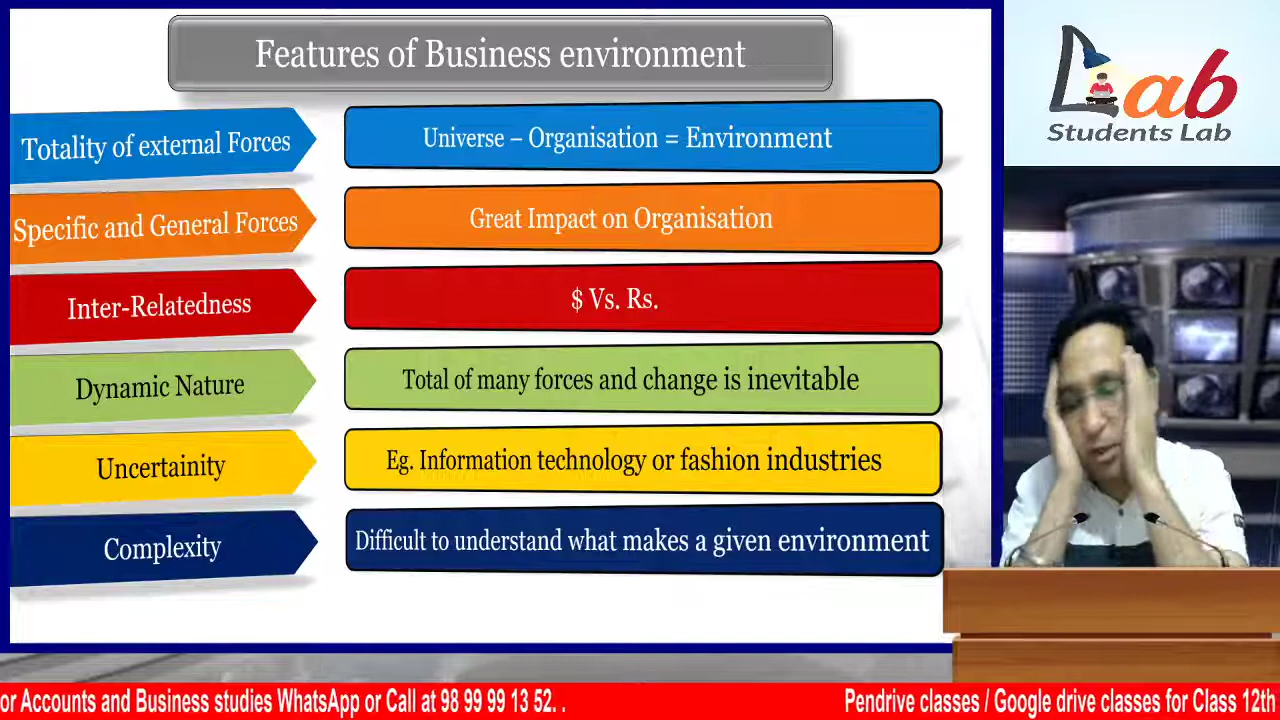 Features of Business environment
Totality of external Forces
Universe – Organisation = Environment
Specific and General Forces
Great Impact on Organisation
Inter-Relatedness
$ Vs. Rs.
Dynamic Nature
Total of many forces and change is inevitable
Uncertainity
Eg. Information technology or fashion industries
Complexity
Difficult to understand what makes a given environment
Lab
Students Lab
or Accounts and Business studies WhatsApp or Call at 98 99 99 13 52. .
Pendrive classes / Google drive classes for Class 12th